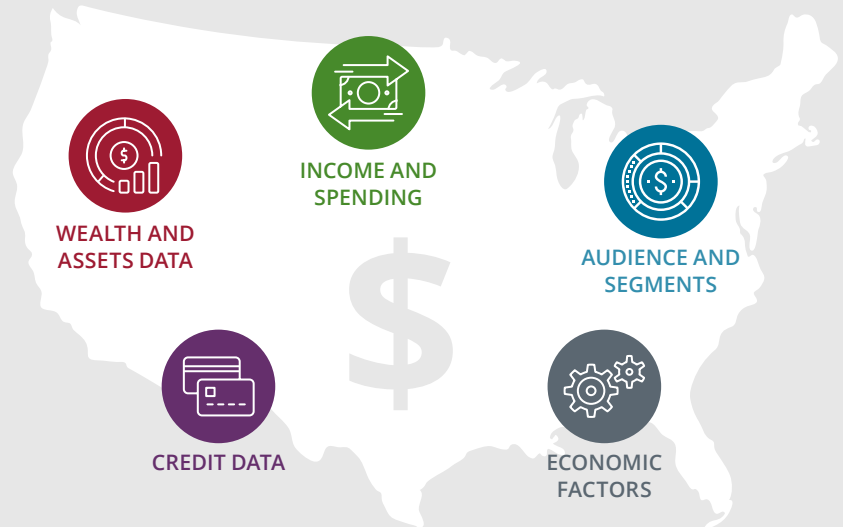 INCOME AND
SPENDING
WEALTH AND
ASSETS DATA
$
AUDIENCE AND
SEGMENTS
$
$
CREDIT DATA
ECONOMIC
FACTORS